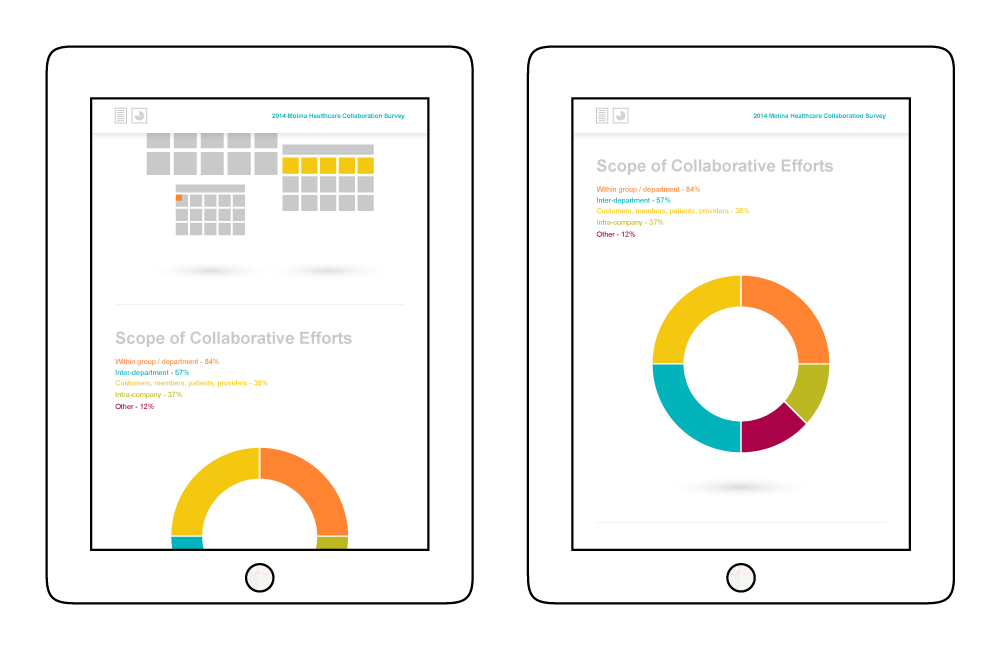 2014 Molina Healthcare Collaboration Survey
Scope of Collaborative Efforts
Within group / department - 84%
Inter-department - 57%
Customers, members, patients, providers - 38%
Intra-company - 37%
Other - 12%
2014 Molina Healthcare Collaboration Survey
Scope of Collaborative Efforts
Within group / department - 84%
Inter-department - 57%
Customers, members, patients, providers - 38%
Intra-company - 37%
Other - 12%